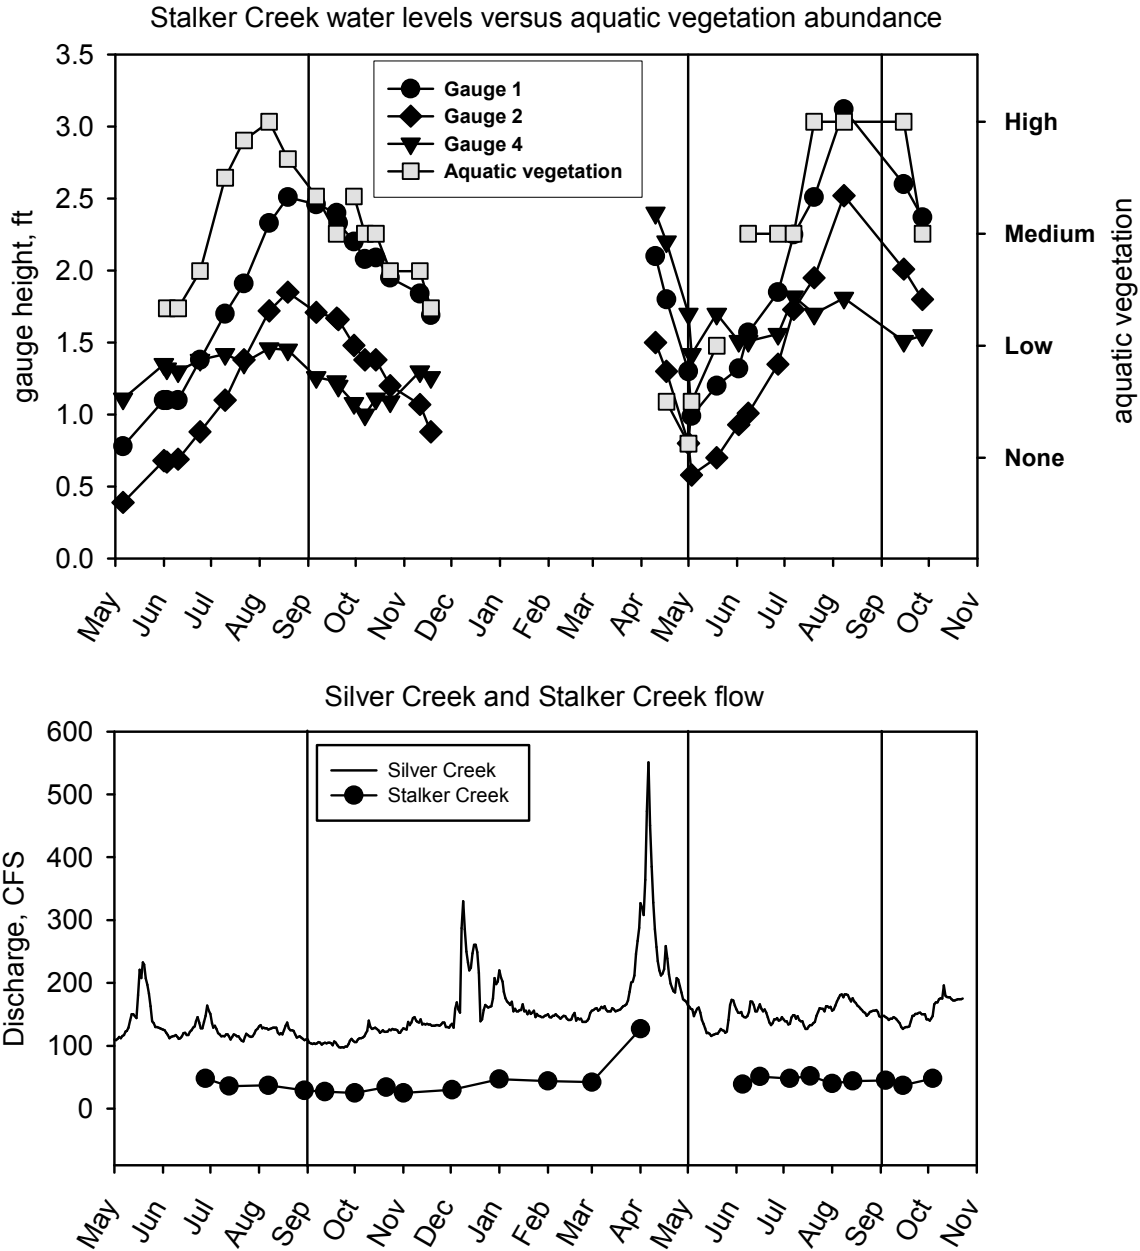 Stalker Creek water levels versus aquatic vegetation abundance
3.5
3.0
2.5
2.0
1.5
1.0
0.5
0.0
gauge height, ft
Gauge 1
Gauge 2
Gauge 4
Aquatic vegetation
High
Medium
Low
None
aquatic vegetation
May
Jun
Jul
Aug
Sep
Oct
Nov
Dec
Jan
Feb
Mar
Apr
May
Jun
Jul
Aug
Sep
Oct
Nov
Silver Creek and Stalker Creek flow
600
500
400
300
200
100
0
Discharge, CFS
Silver Creek
Stalker Creek
May
Jun
Jul
Aug
Sep
Oct
Nov
Dec
Jan
Feb
Mar
Apr
May
Jun
Jul
Aug
Sep
Oct
Nov